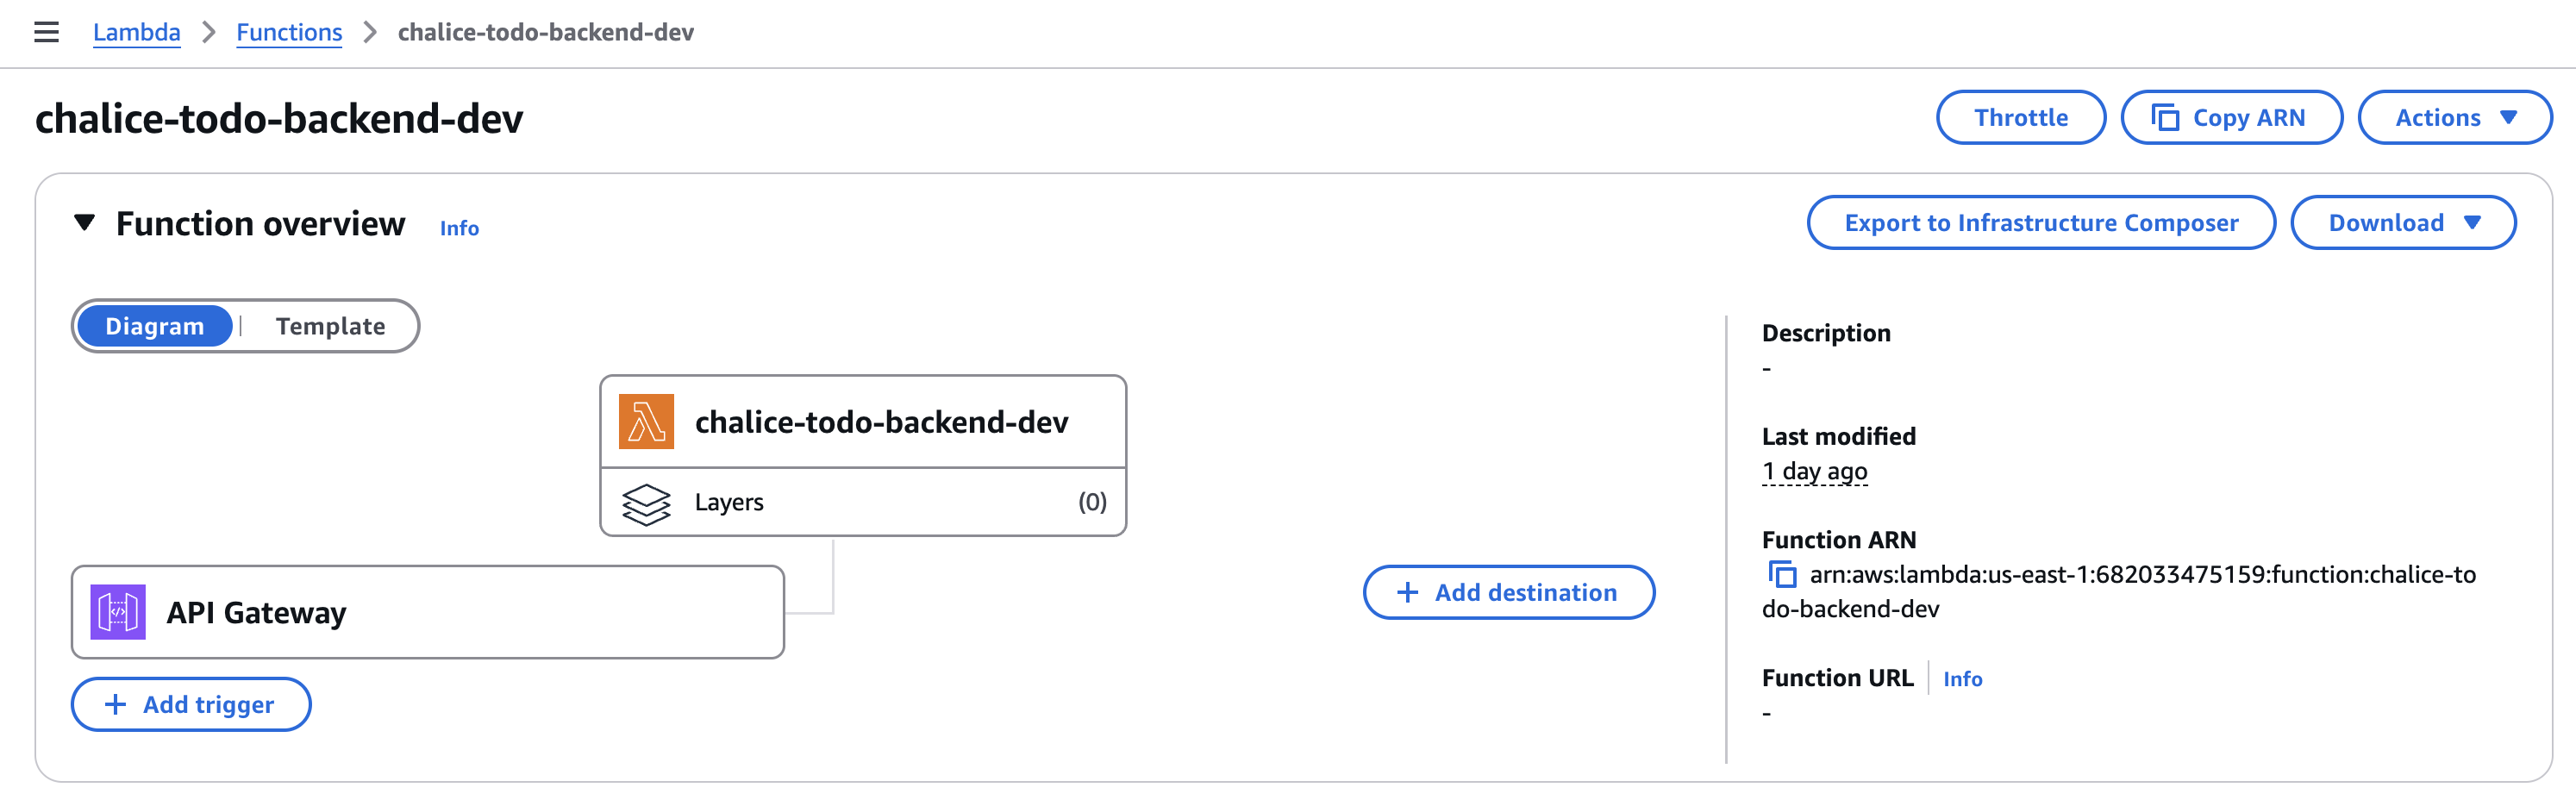 Lambda > Functions > chalice-todo-backend-dev
chalice-todo-backend-dev
Throttle
Copy ARN
Actions
Function overview Info
Export to Infrastructure Composer
Download
Diagram | Template
chalice-todo-backend-dev
Layers (0)
API Gateway
+ Add trigger
+ Add destination
Description
-
Last modified
1 day ago
Function ARN
arn:aws:lambda:us-east-1:682033475159:function:chalice-to
do-backend-dev
Function URL | Info
-